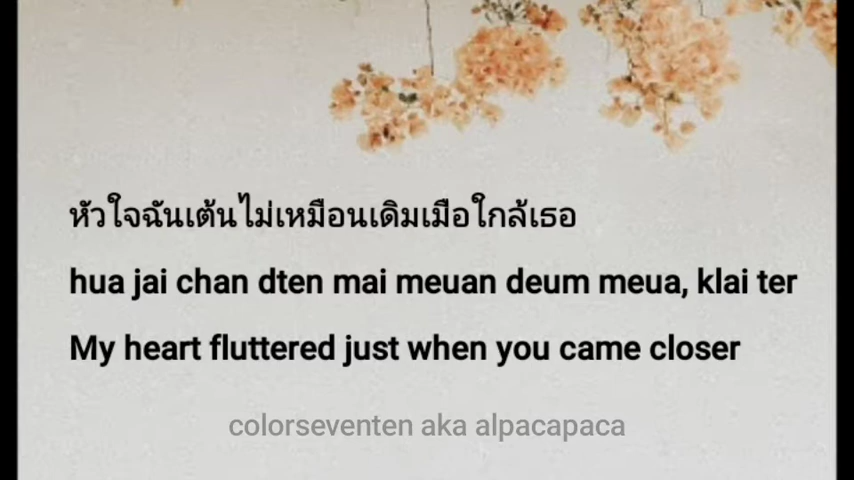 หัวใจฉันเต้นไม่เหมือนเดิมเมือใกล้เธอ
hua jai chan dten mai meuan deum meua, klai ter
My heart fluttered just when you came closer
colorseventen aka alpacapaca